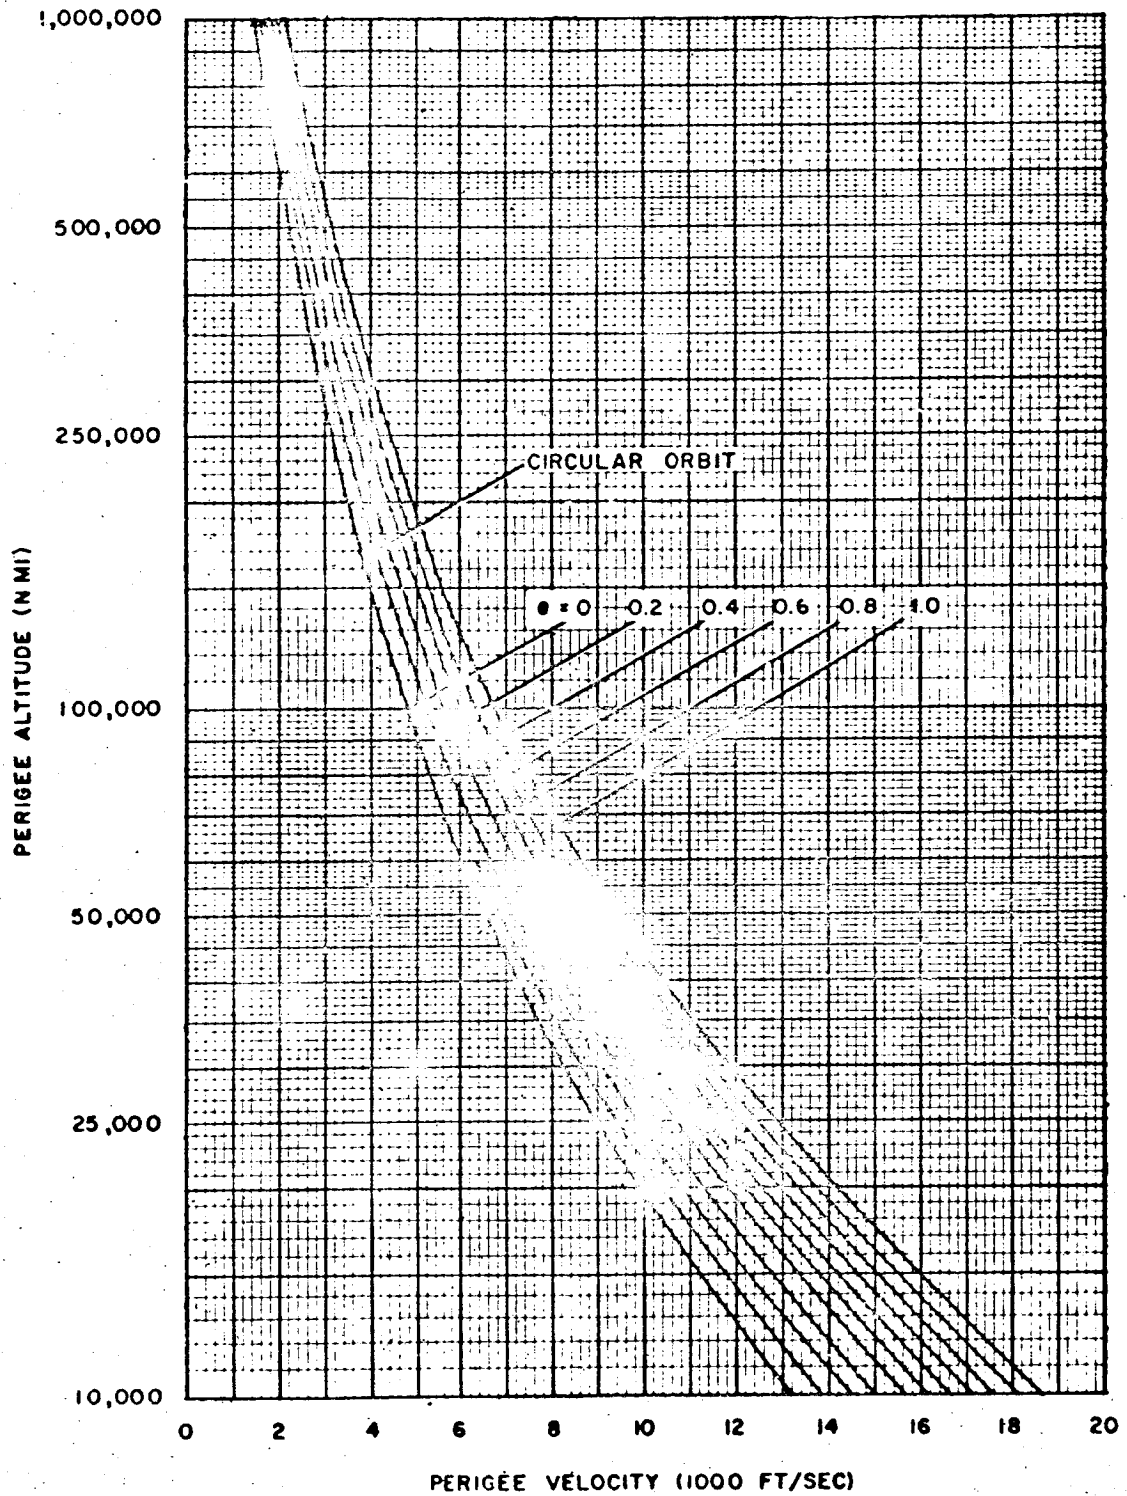 1,000,000
500,000
250,000
100,000
50,000
25,000
10,000
PERIGEE ALTITUDE (N MI)
CIRCULAR ORBIT
e = 0 0.2 0.4 0.6 0.8 1.0
0 2 4 6 8 10 12 14 16 18 20
PERIGEE VELOCITY (1000 FT/SEC)